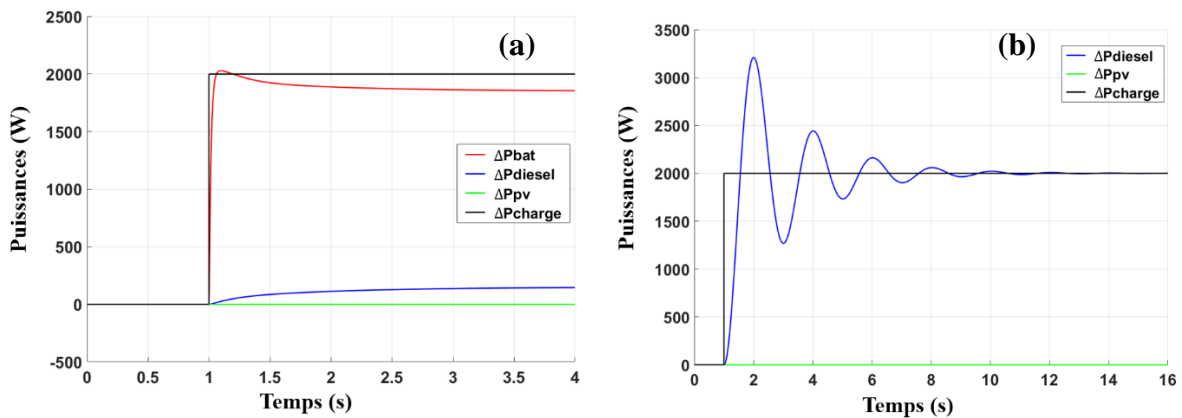 (a)
Puissances (W)
2500
2000
1500
1000
500
0
-500
0 0.5 1 1.5 2 2.5 3 3.5 4
Temps (s)
ΔPbat
ΔPdiesel
ΔPpv
ΔPcharge
(b)
Puissances (W)
3500
3000
2500
2000
1500
1000
500
0
0 2 4 6 8 10 12 14 16
Temps (s)
ΔPdiesel
ΔPpv
ΔPcharge